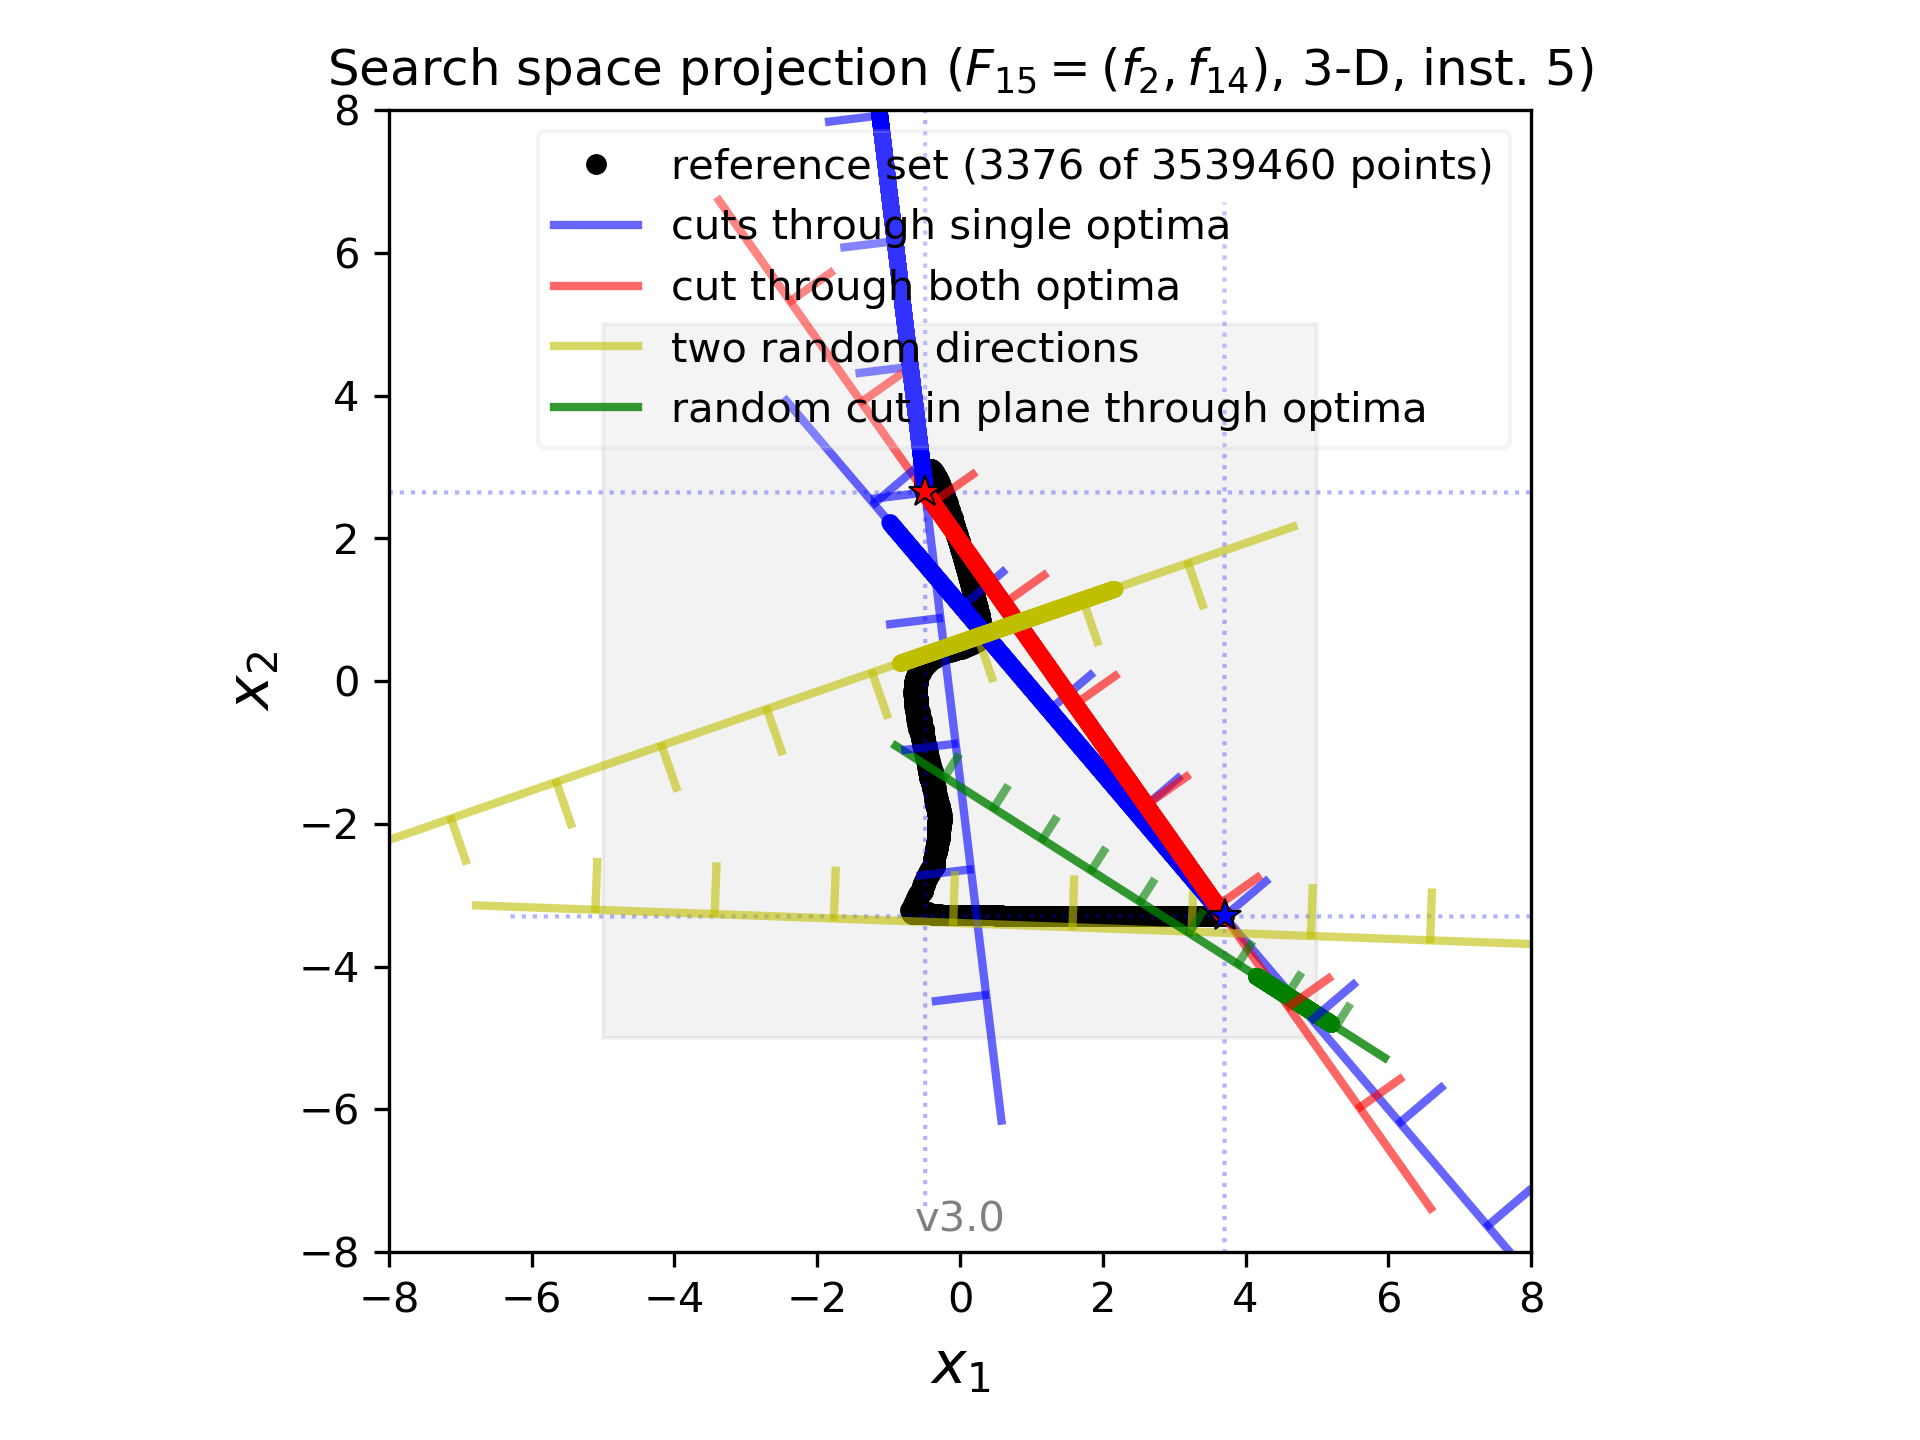 Search space projection (F₁₅ = (f₂, f₁₄), 3-D, inst. 5)
reference set (3376 of 3539460 points)
cuts through single optima
cut through both optima
two random directions
random cut in plane through optima
8
6
4
2
0
−2
−4
−6
−8
x₂
v3.0
−8 −6 −4 −2 0 2 4 6 8
x₁